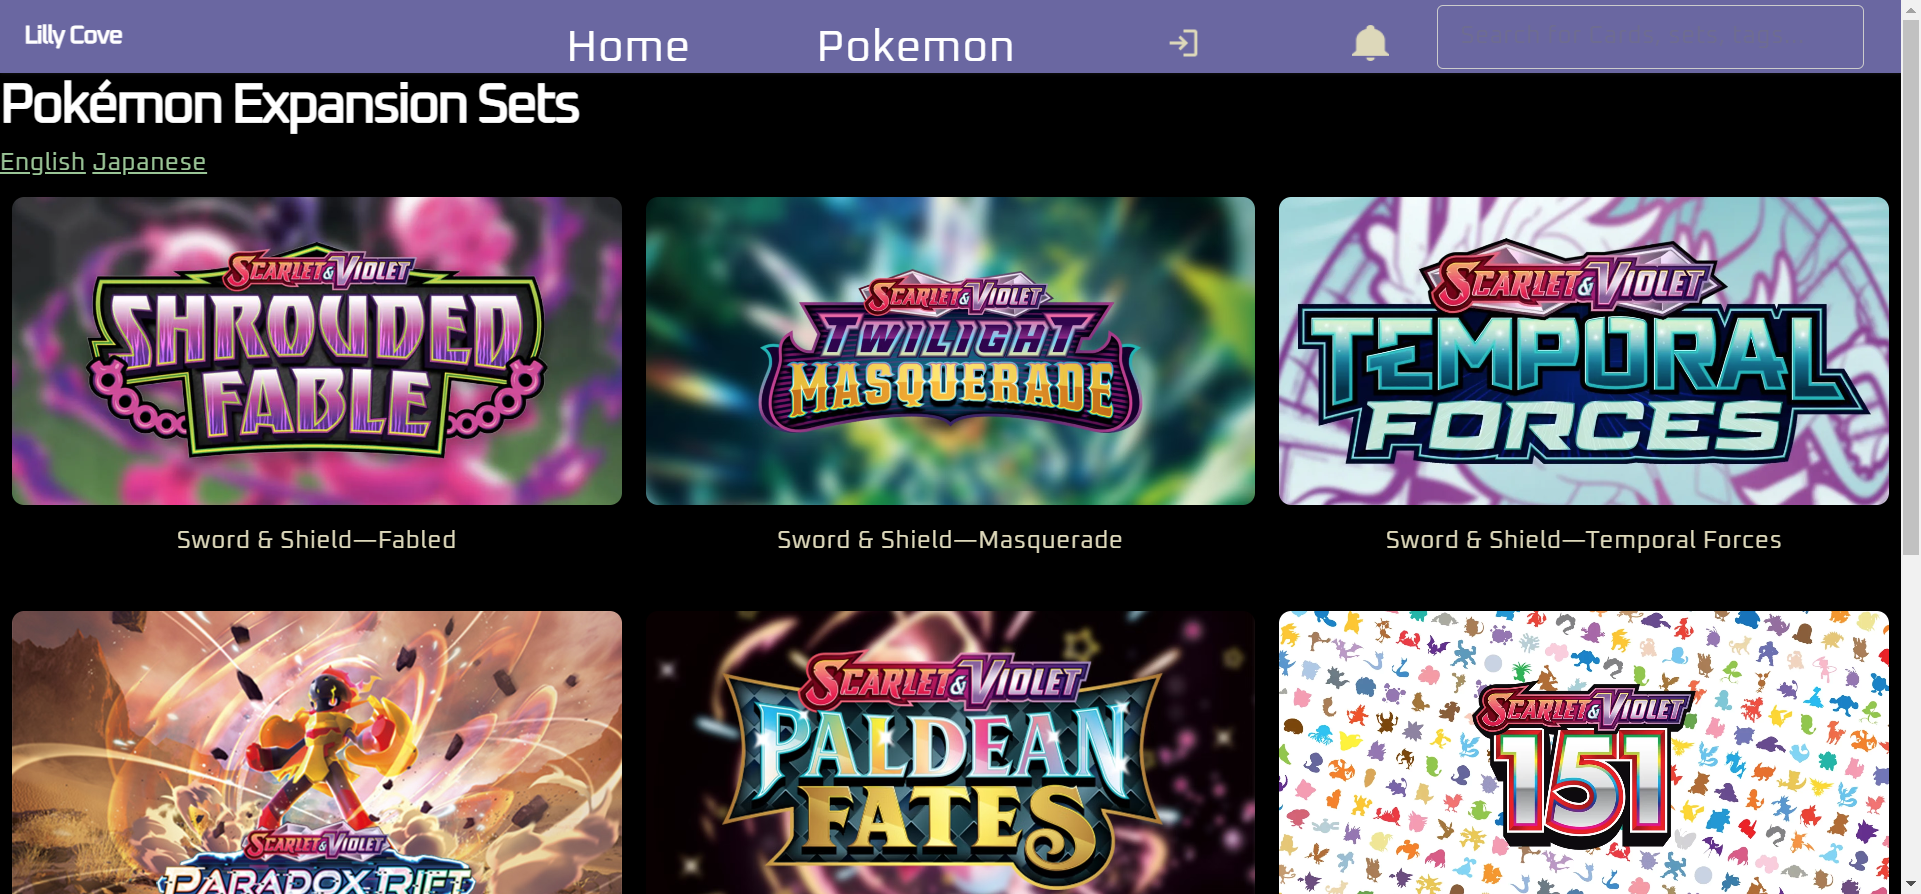 Lilly Cove
Home
Pokemon
Pokémon Expansion Sets
English Japanese
SCARLET & VIOLET
SHROUDED
FABLE
SCARLET & VIOLET
TWILIGHT
MASQUERADE
SCARLET & VIOLET
TEMPORAL
FORCES
Sword & Shield—Fabled
Sword & Shield—Masquerade
Sword & Shield—Temporal Forces
SCARLET & VIOLET
PARADOX RIFT
SCARLET & VIOLET
PALDEAN
FATES
SCARLET & VIOLET
151